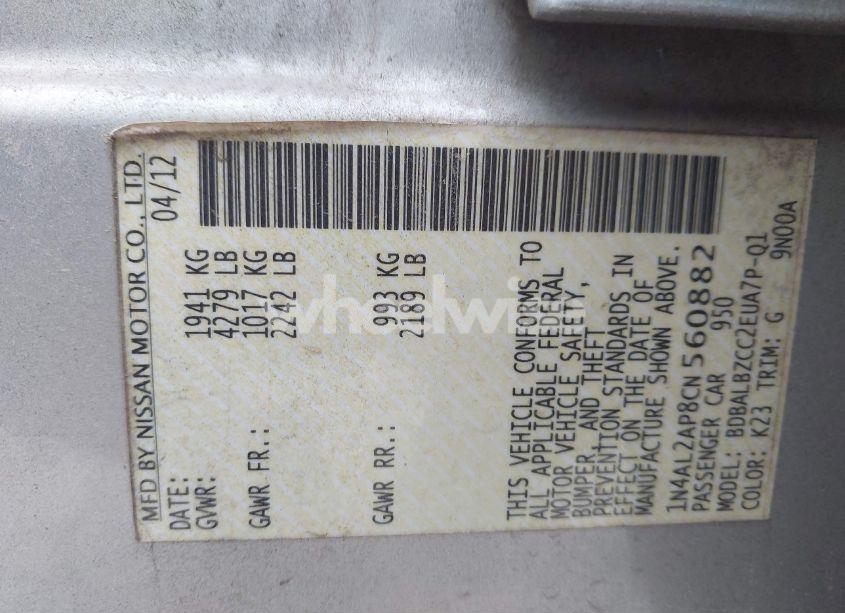 MFD BY NISSAN MOTOR CO., LTD.
DATE: 04/12
GVWR: 1941 KG
4279 LB
GAWR FR.: 1017 KG
2242 LB
GAWR RR.: 993 KG
2189 LB
THIS VEHICLE CONFORMS TO
ALL APPLICABLE FEDERAL
MOTOR VEHICLE SAFETY,
BUMPER AND THEFT
PREVENTION STANDARDS IN
EFFECT ON THE DATE OF
MANUFACTURE SHOWN ABOVE.
1N4AL2AP8CN560882
PASSENGER CAR 950
MODEL: BDBALBZCC2EUA7P-Q1
COLOR: K23 TRIM: G 9N00A